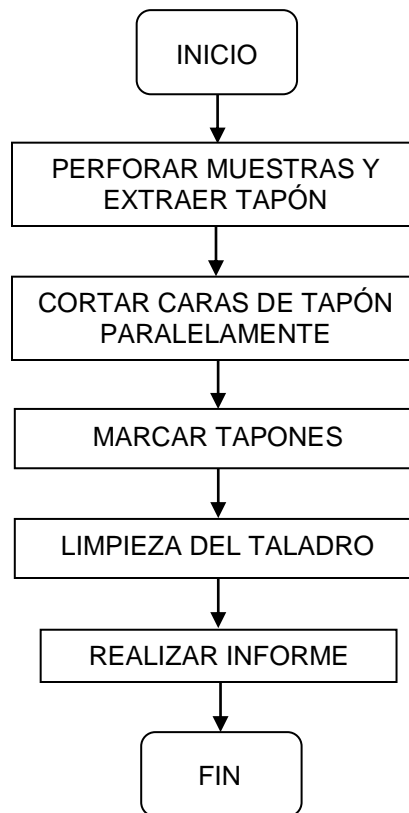 INICIO
PERFORAR MUESTRAS Y
EXTRAER TAPÓN
CORTAR CARAS DE TAPÓN
PARALELAMENTE
MARCAR TAPONES
LIMPIEZA DEL TALADRO
REALIZAR INFORME
FIN